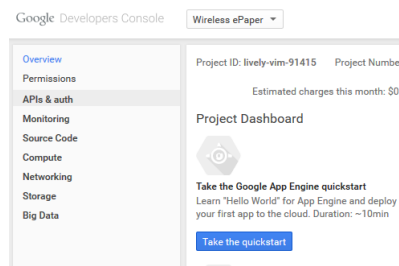 Google Developers Console
Wireless ePaper
Overview
Permissions
APIs & auth
Monitoring
Source Code
Compute
Networking
Storage
Big Data
Project ID: lively-vim-91415 Project Numbe
Estimated charges this month: $0
Project Dashboard
Take the Google App Engine quickstart
Learn "Hello World" for App Engine and deploy
your first app to the cloud. Duration: ~10min
Take the quickstart